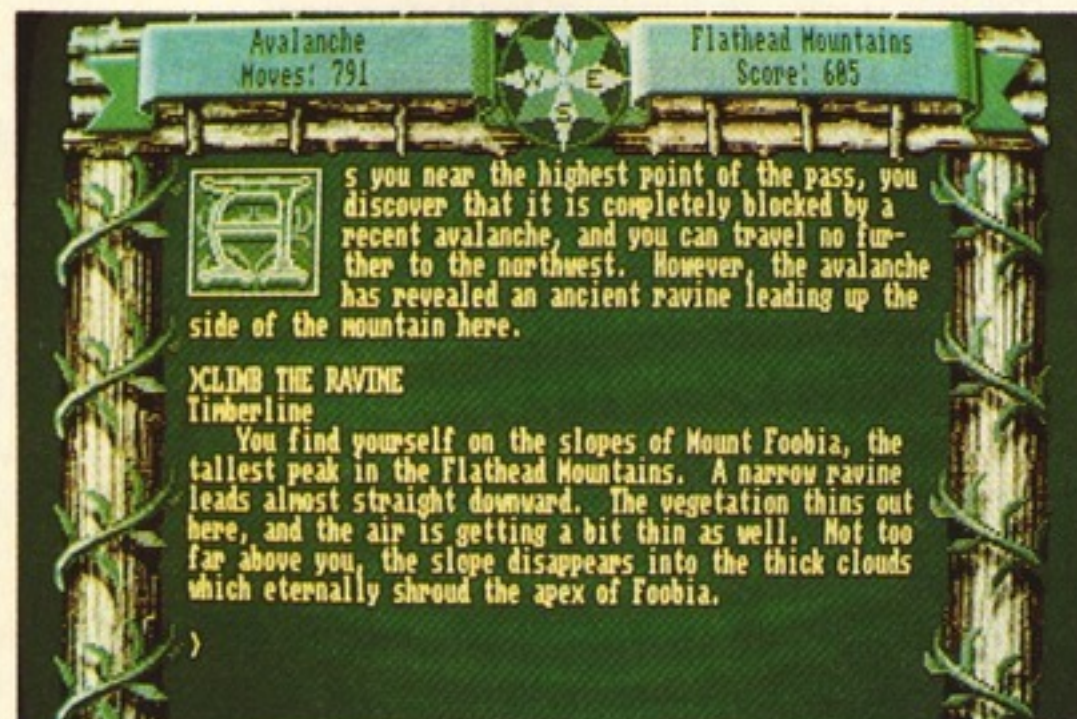 Avalanche
Moves: 791
N
W E
S
Flathead Mountains
Score: 605
As you near the highest point of the pass, you
discover that it is completely blocked by a
recent avalanche, and you can travel no fur-
ther to the northwest. However, the avalanche
has revealed an ancient ravine leading up the
side of the mountain here.
>CLIMB THE RAVINE
Timberline
You find yourself on the slopes of Mount Foobia, the
tallest peak in the Flathead Mountains. A narrow ravine
leads almost straight downward. The vegetation thins out
here, and the air is getting a bit thin as well. Not too
far above you, the slope disappears into the thick clouds
which eternally shroud the apex of Foobia.
>